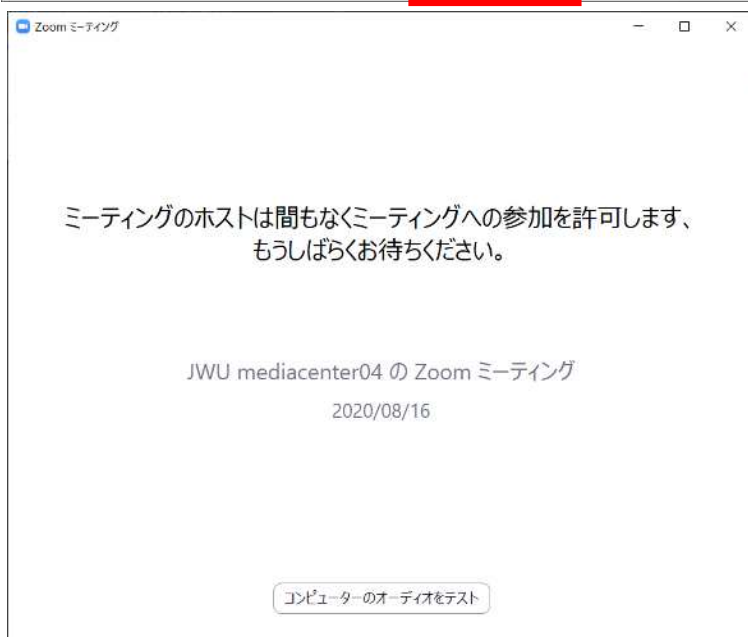 Zoom ミーティング
ミーティングのホストは間もなくミーティングへの参加を許可します、
もうしばらくお待ちください。
JWU mediacenter04 の Zoom ミーティング
2020/08/16
コンピューターのオーディオをテスト